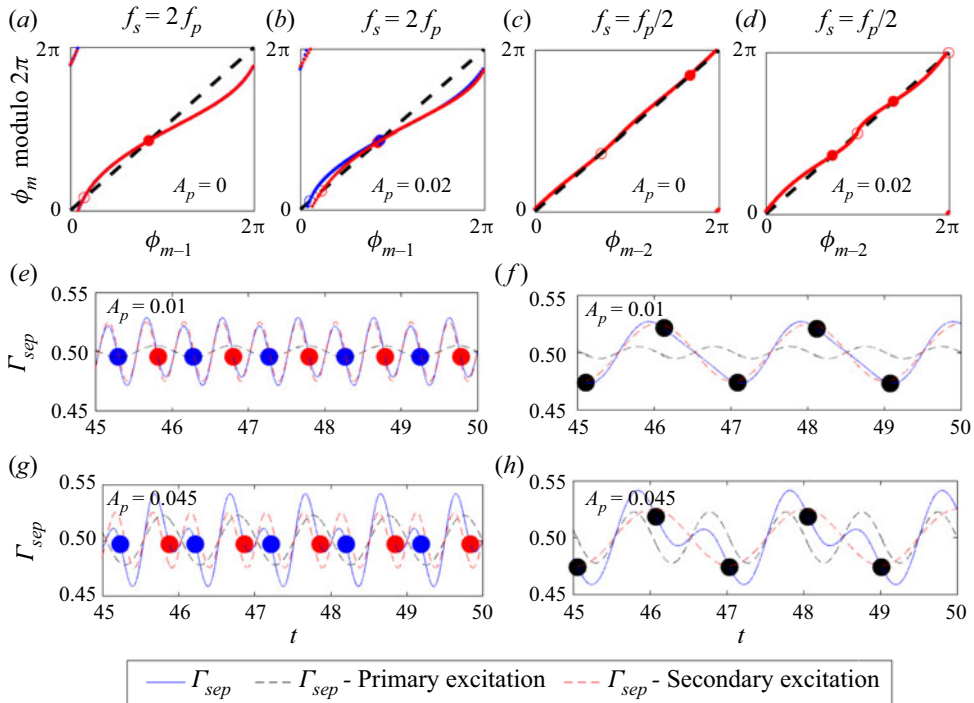 (a) f_s = 2 f_p (b) f_s = 2 f_p (c) f_s = f_p/2 (d) f_s = f_p/2
2π 2π 2π 2π
ϕ_m modulo 2π
A_p = 0 A_p = 0.02 A_p = 0 A_p = 0.02
0 0 0 0
0 2π 0 2π 0 2π 0 2π
ϕ_{m–1} ϕ_{m–1} ϕ_{m–2} ϕ_{m–2}
(e) (f)
0.55 A_p = 0.01 0.55 A_p = 0.01
Γ_sep 0.50 0.50
0.45 0.45
45 46 47 48 49 50 45 46 47 48 49 50
(g) (h)
0.55 A_p = 0.045 0.55 A_p = 0.045
Γ_sep 0.50 0.50
0.45 0.45
45 46 47 48 49 50 45 46 47 48 49 50
t t
Γ_sep Γ_sep - Primary excitation Γ_sep - Secondary excitation